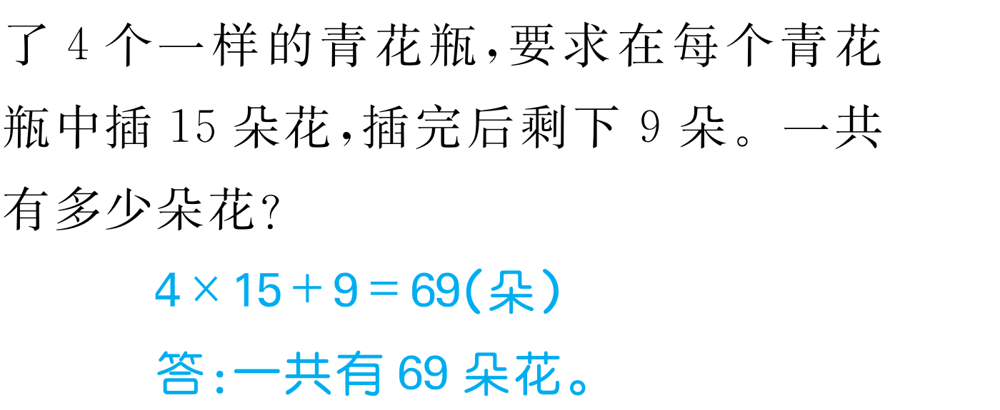 了 4 个一样的青花瓶,要求在每个青花
瓶中插 15 朵花,插完后剩下 9 朵。一共
有多少朵花?
4×15+9=69(朵)
答:一共有 69 朵花。